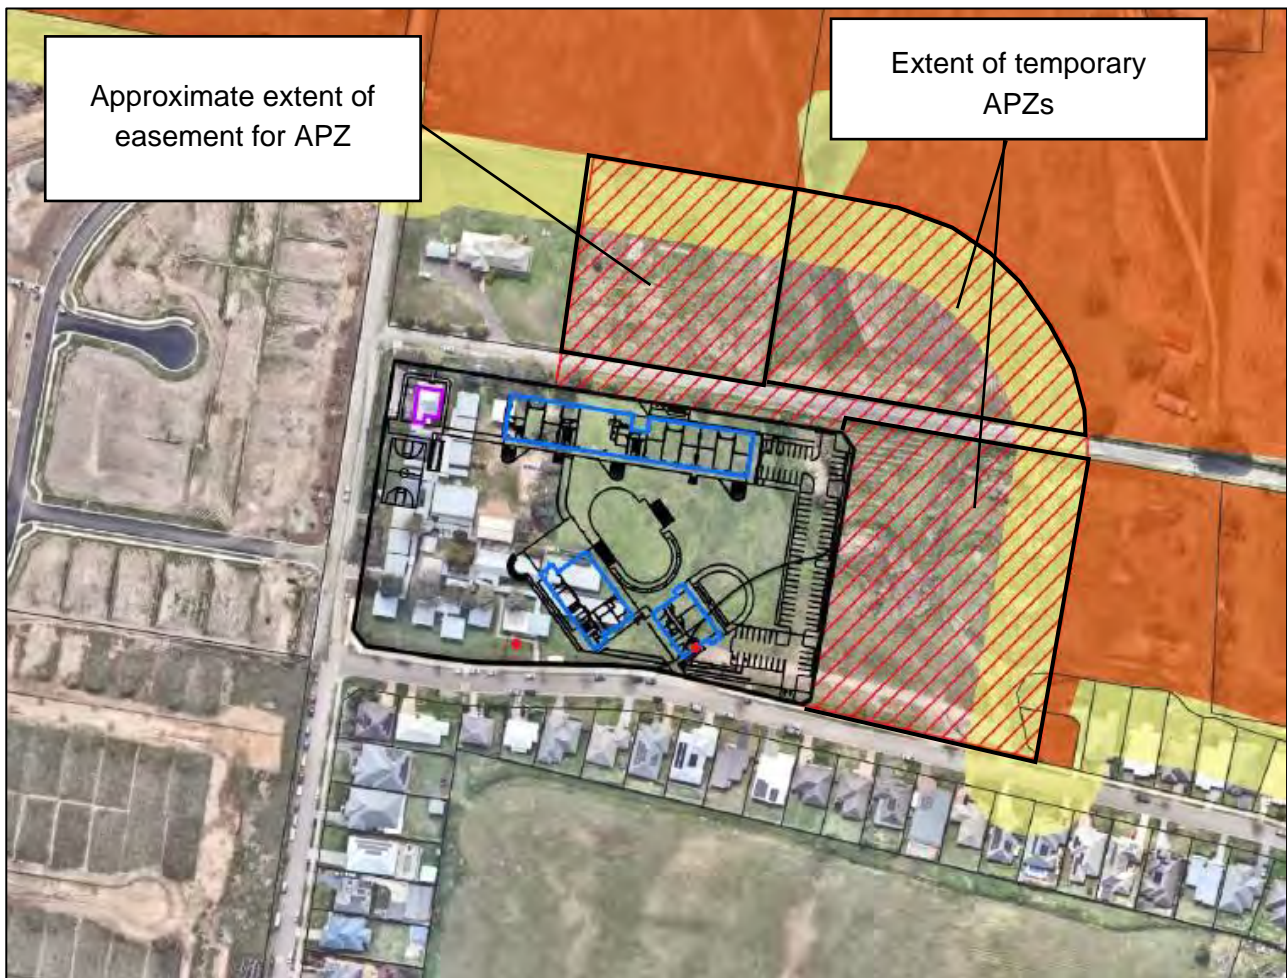 Approximate extent of
easement for APZ
Extent of temporary
APZs